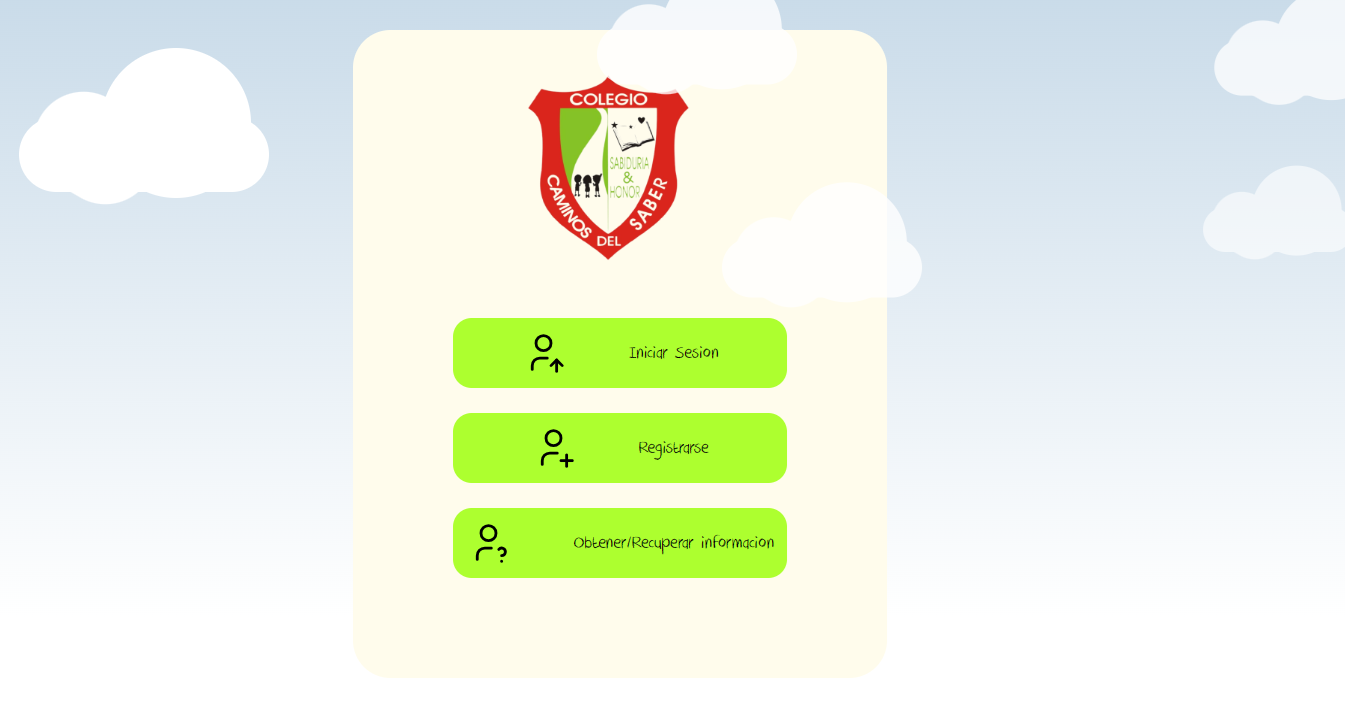 COLEGIO
SABIDURIA
&
HONOR
CAMINOS DEL SABER
Iniciar Sesion
Registrarse
Obtener/Recuperar informacion